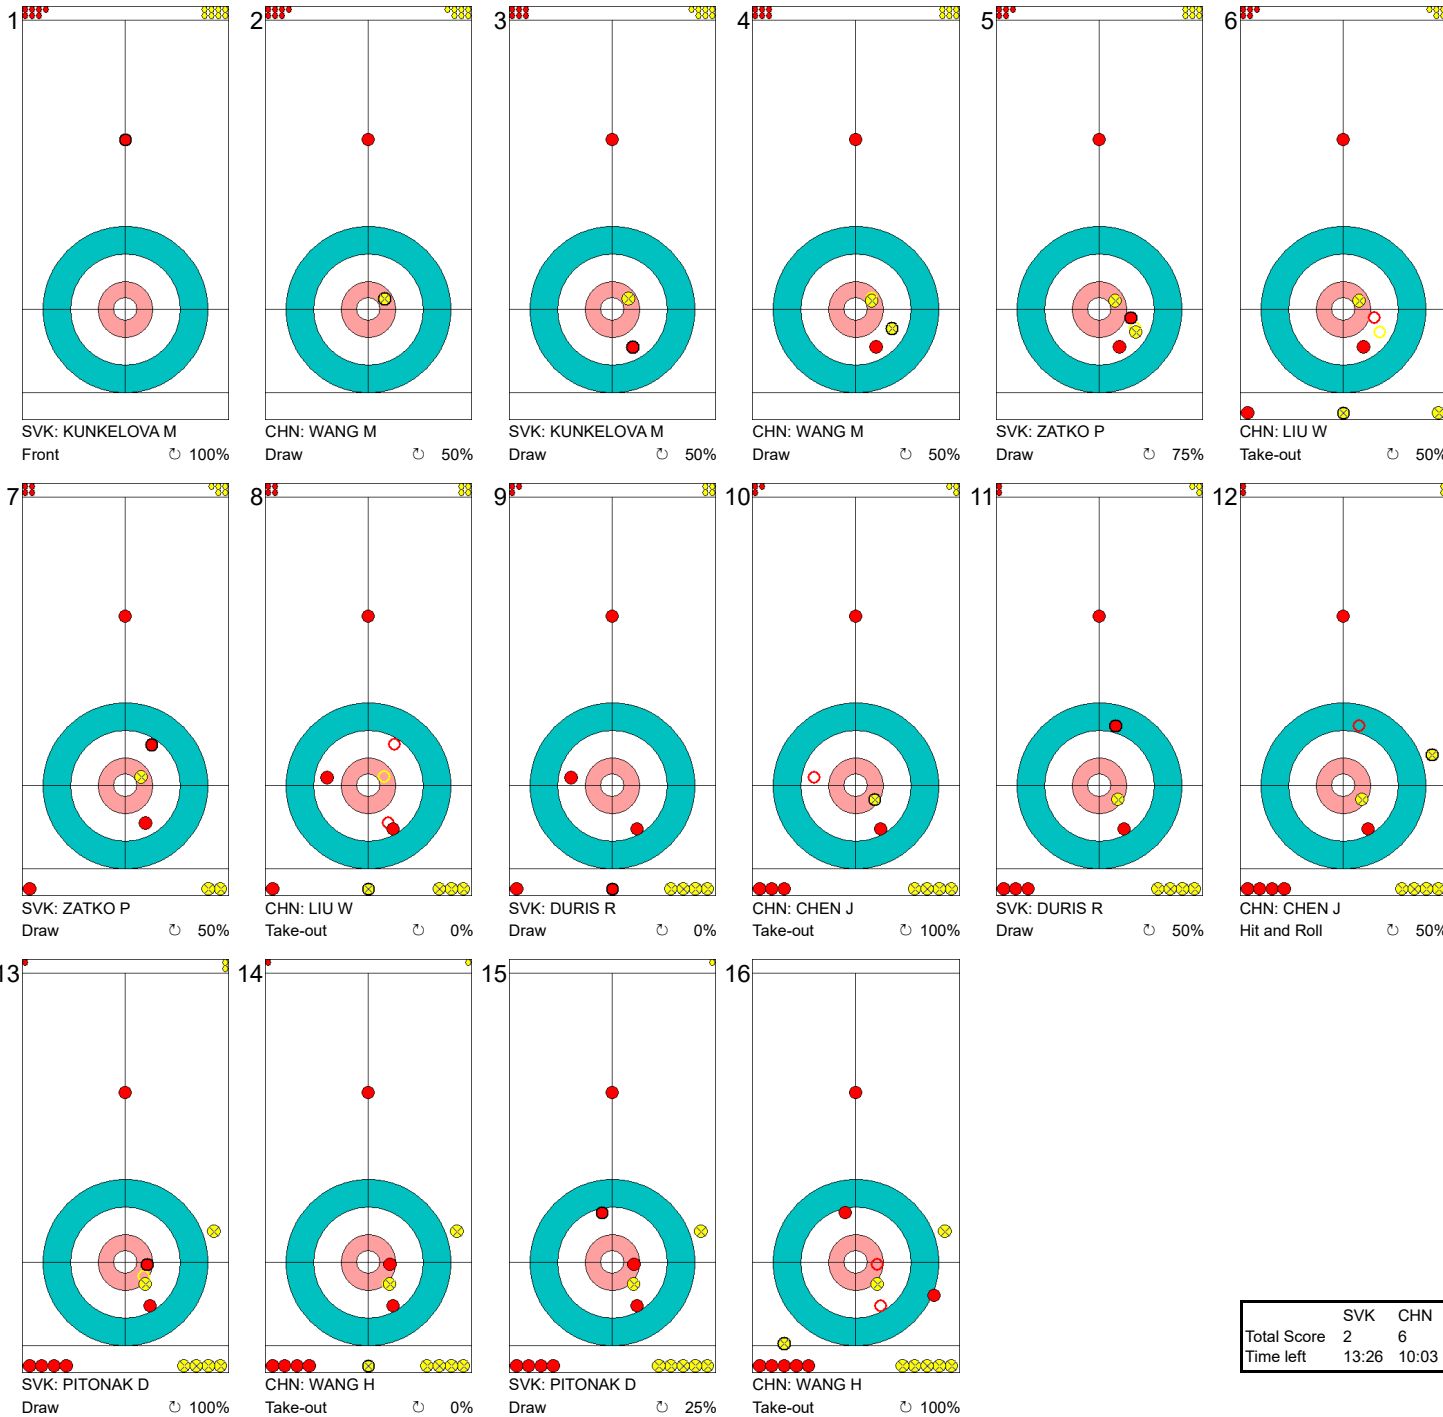 1 2 3 4 5 6
SVK: KUNKELOVA M CHN: WANG M SVK: KUNKELOVA M CHN: WANG M SVK: ZATKO P CHN: LIU W
Front ↻ 100% Draw ↻ 50% Draw ↻ 50% Draw ↻ 50% Draw ↻ 75% Take-out ↻ 50%
7 8 9 10 11 12
SVK: ZATKO P CHN: LIU W SVK: DURIS R CHN: CHEN J SVK: DURIS R CHN: CHEN J
Draw ↻ 50% Take-out ↻ 0% Draw ↻ 0% Take-out ↻ 100% Draw ↻ 50% Hit and Roll ↻ 50%
13 14 15 16
SVK CHN
Total Score 2 6
Time left 13:26 10:03
SVK: PITONAK D CHN: WANG H SVK: PITONAK D CHN: WANG H
Draw ↻ 100% Take-out ↻ 0% Draw ↻ 25% Take-out ↻ 100%